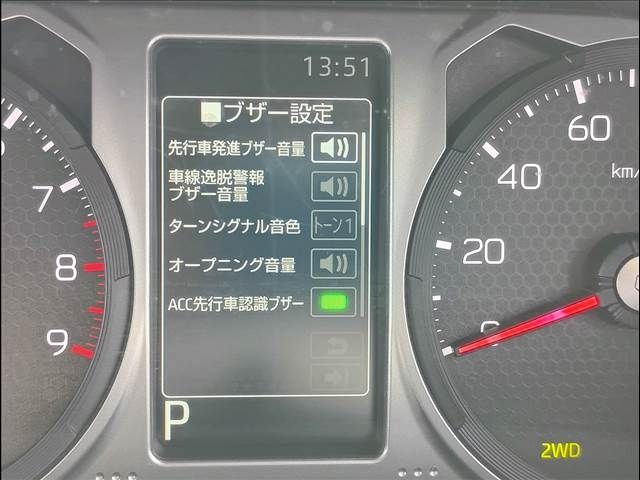 13:51
ブザー設定
先行車発進ブザー音量
車線逸脱警報
ブザー音量
ターンシグナル音色 トーン1
オープニング音量
ACC先行車認識ブザー
P
7
8
9
60
km/
40
20
0
2WD